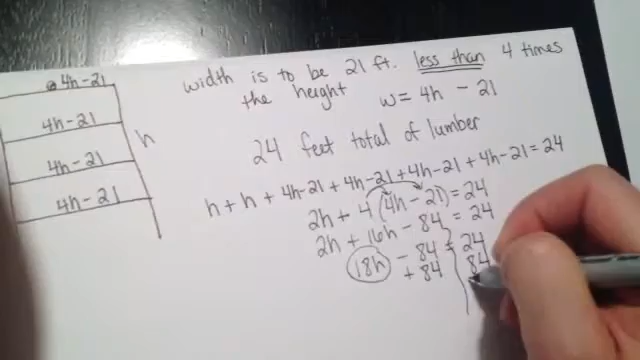 width is to be 21 ft. less than 4 times
the height w = 4h - 21
4h-21
4h-21
h
4h-21
4h-21
24 feet total of lumber
h + h + 4h-21 + 4h-21 + 4h-21 + 4h-21 = 24
2h + 4 (4h - 21) = 24
2h + 16h - 84 = 24
18h - 84 = 24
+ 84 84